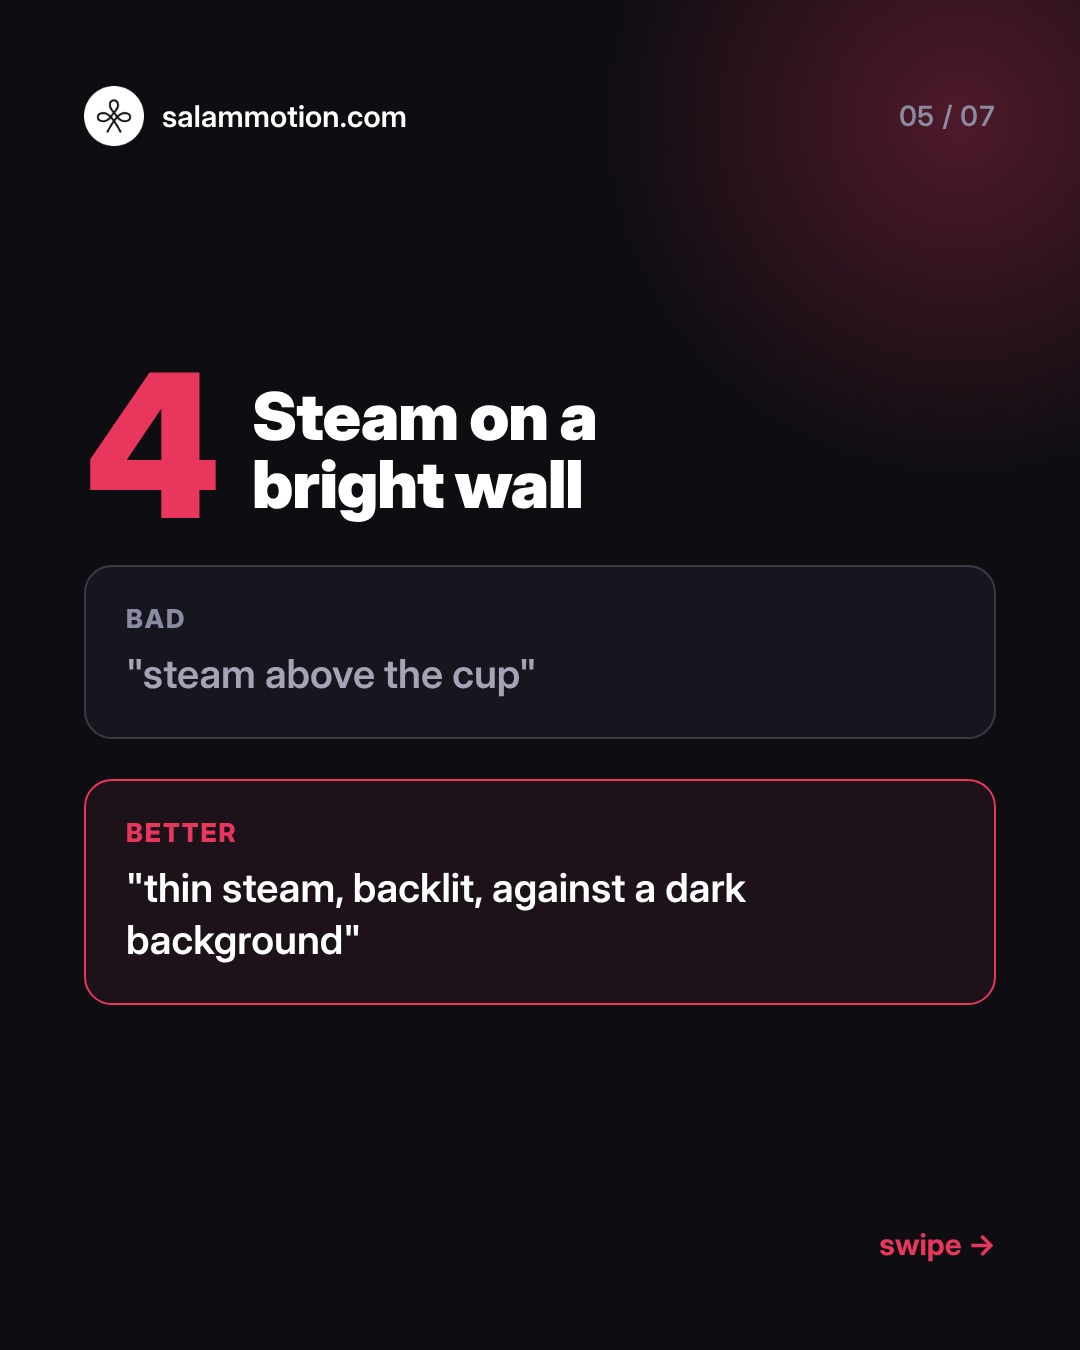 salammotion.com
05 / 07
4
Steam on a
bright wall
BAD
"steam above the cup"
BETTER
"thin steam, backlit, against a dark
background"
swipe →